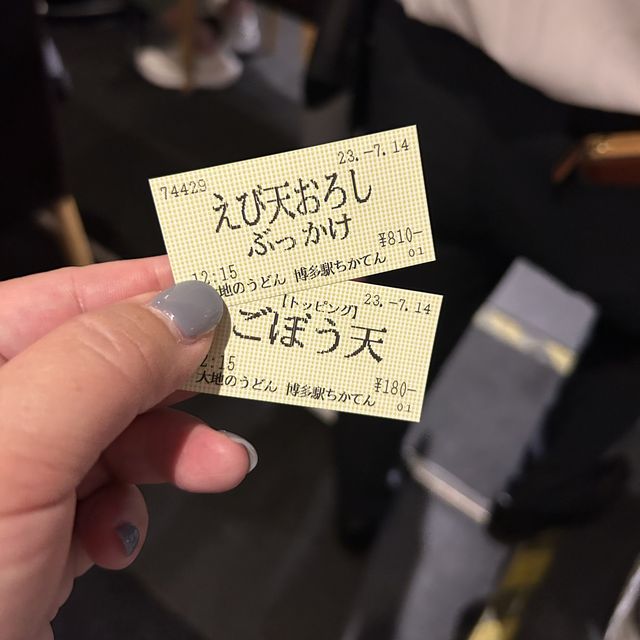 23.-7.14
74429
えび天おろし
ぶっかけ
¥810-
12:15
01
地のうどん 博多駅ちかてん
[トッピング]
23.-7.14
ごぼう天
2:15
¥180-
大地のうどん 博多駅ちかてん
01